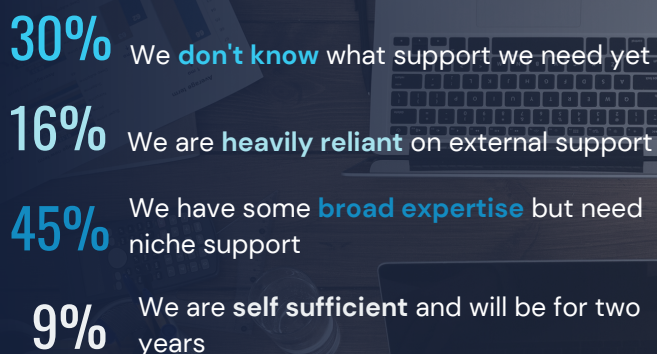 30% We don't know what support we need yet
16% We are heavily reliant on external support
45% We have some broad expertise but need
niche support
9% We are self sufficient and will be for two
years